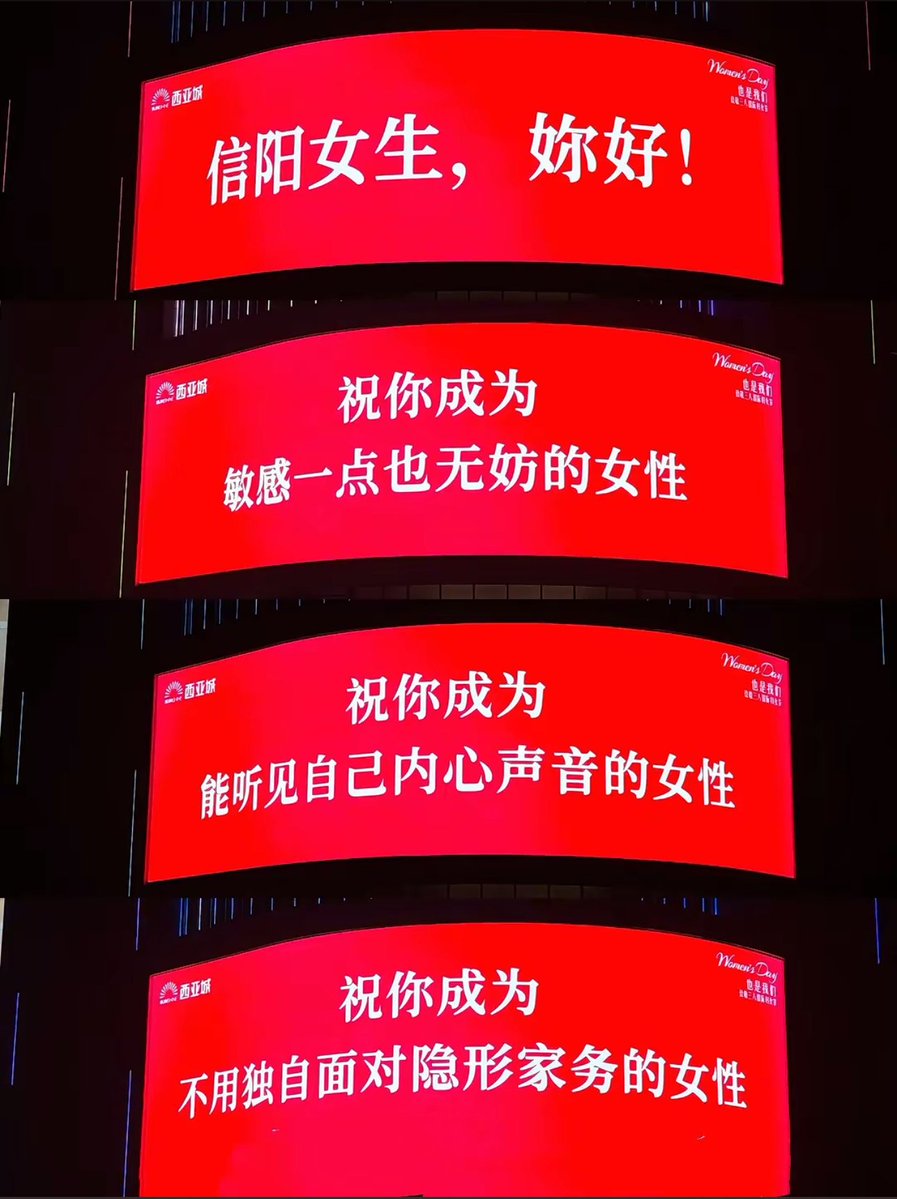 西亚城
Women's Day
也是我们
信阳女生， 妳好！
西亚城
Women's Day
也是我们
祝你成为
敏感一点也无妨的女性
西亚城
Women's Day
也是我们
祝你成为
能听见自己内心声音的女性
西亚城
Women's Day
也是我们
祝你成为
不用独自面对隐形家务的女性